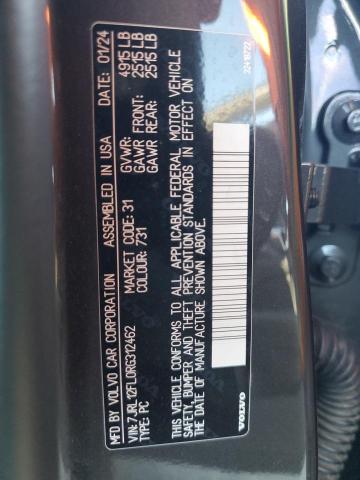 MFD BY VOLVO CAR CORPORATION ASSEMBLED IN USA DATE: 01/24
VIN: 7JRL12FL0RG312462 MARKET CODE: 31 GVWR: 4915 LB
TYPE: PC COLOUR: 731 GAWR FRONT: 2515 LB
GAWR REAR: 2515 LB
THIS VEHICLE CONFORMS TO ALL APPLICABLE FEDERAL MOTOR VEHICLE
SAFETY, BUMPER AND THEFT PREVENTION STANDARDS IN EFFECT ON
DATE OF MANUFACTURE SHOWN ABOVE.
VOLVO
32418722